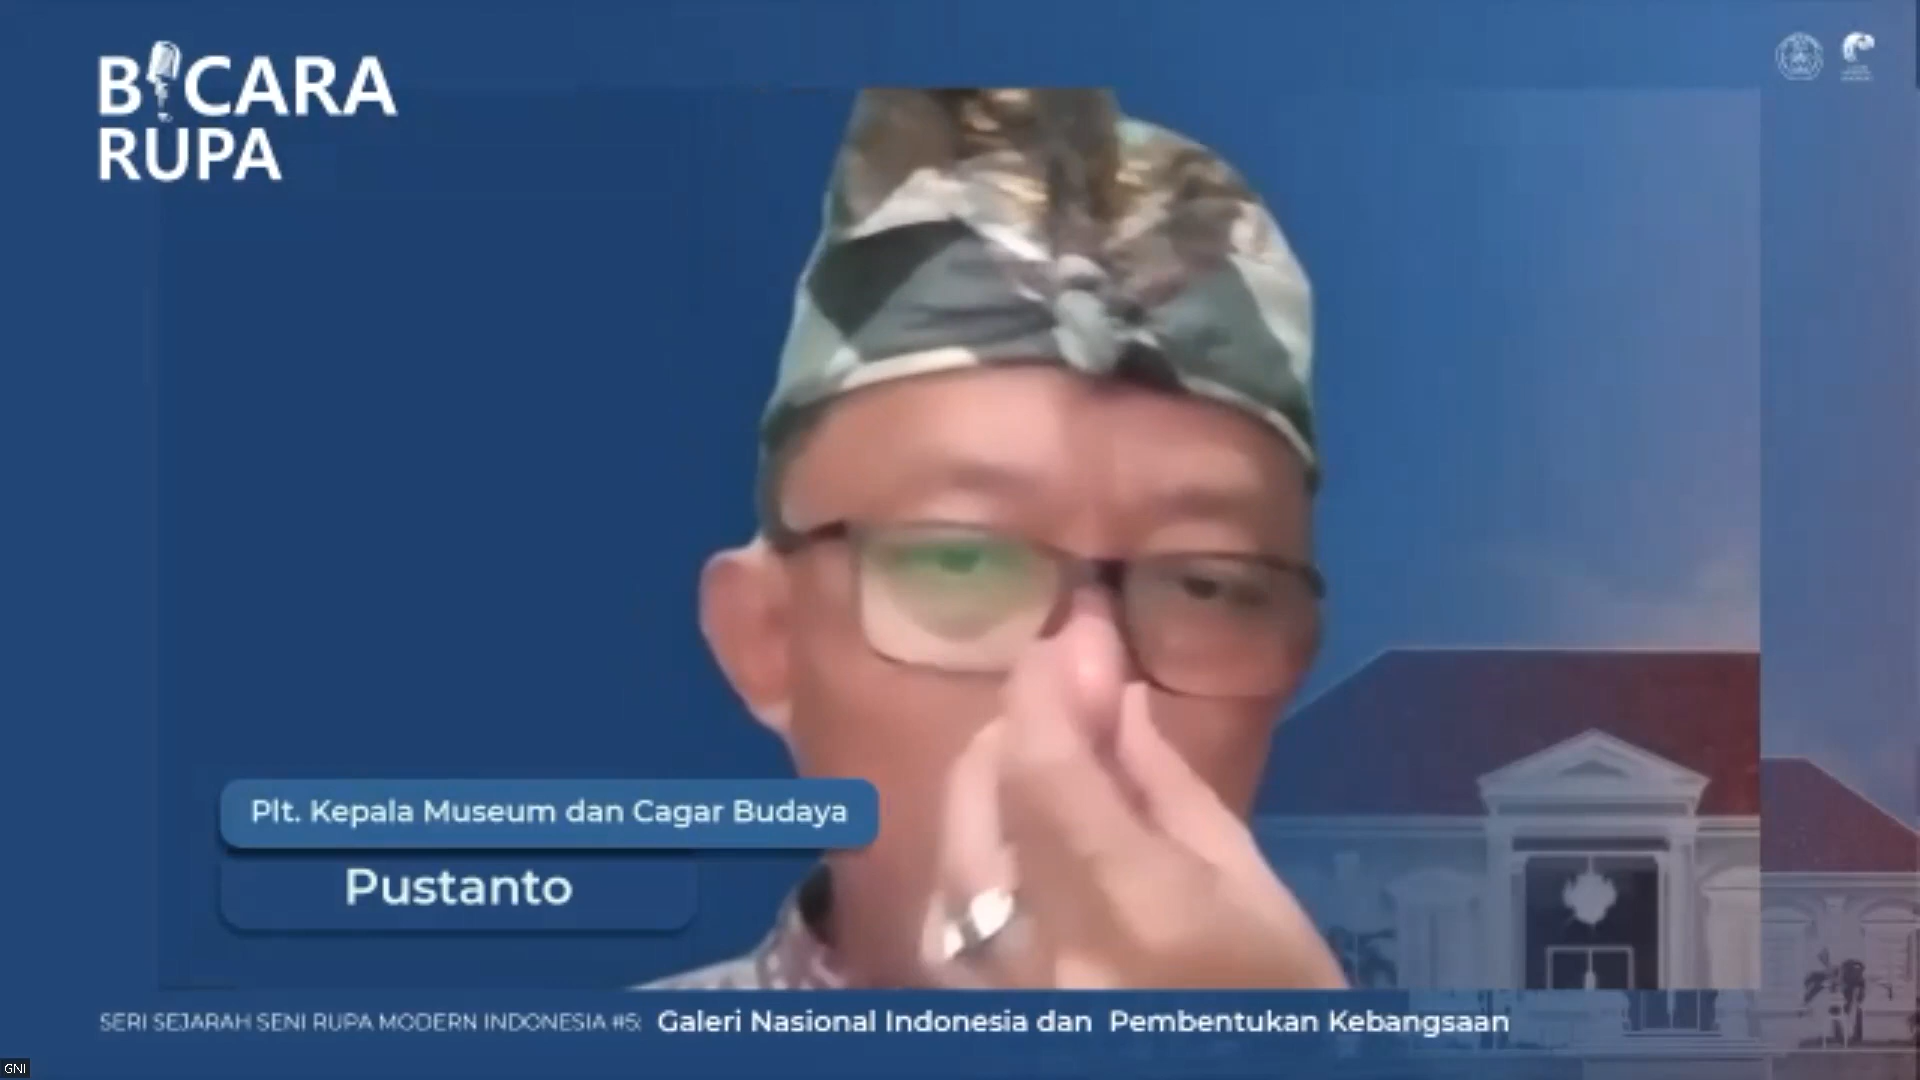 BICARA
RUPA
Plt. Kepala Museum dan Cagar Budaya
Pustanto
SERI SEJARAH SENI RUPA MODERN INDONESIA #5: Galeri Nasional Indonesia dan Pembentukan Kebangsaan
GNI